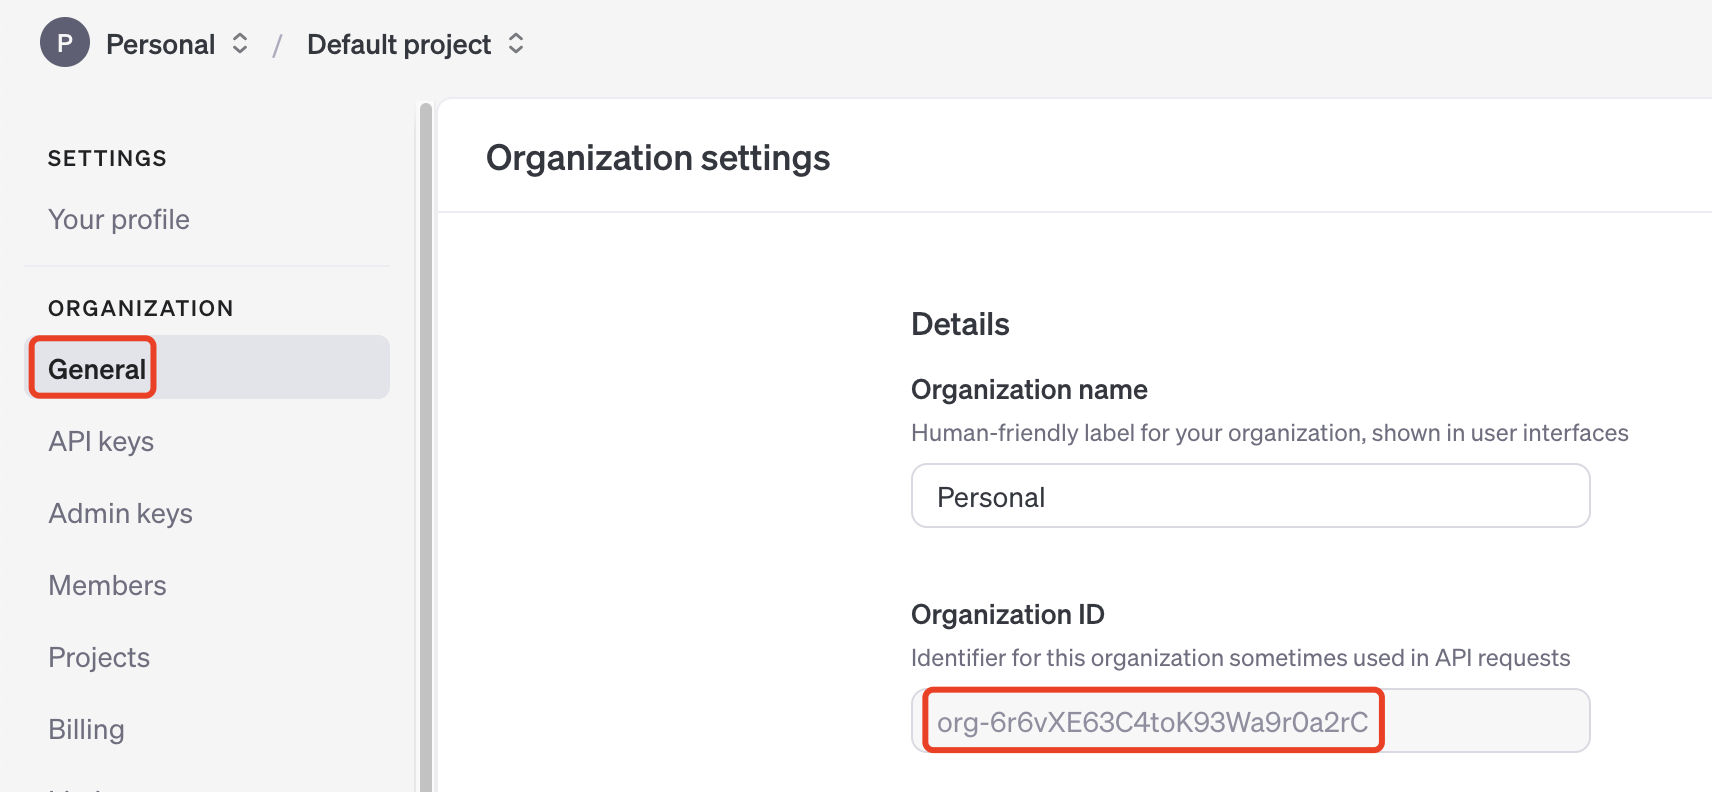 P Personal / Default project
SETTINGS
Your profile
ORGANIZATION
General
API keys
Admin keys
Members
Projects
Billing
Organization settings
Details
Organization name
Human-friendly label for your organization, shown in user interfaces
Personal
Organization ID
Identifier for this organization sometimes used in API requests
org-6r6vXE63C4toK93Wa9r0a2rC